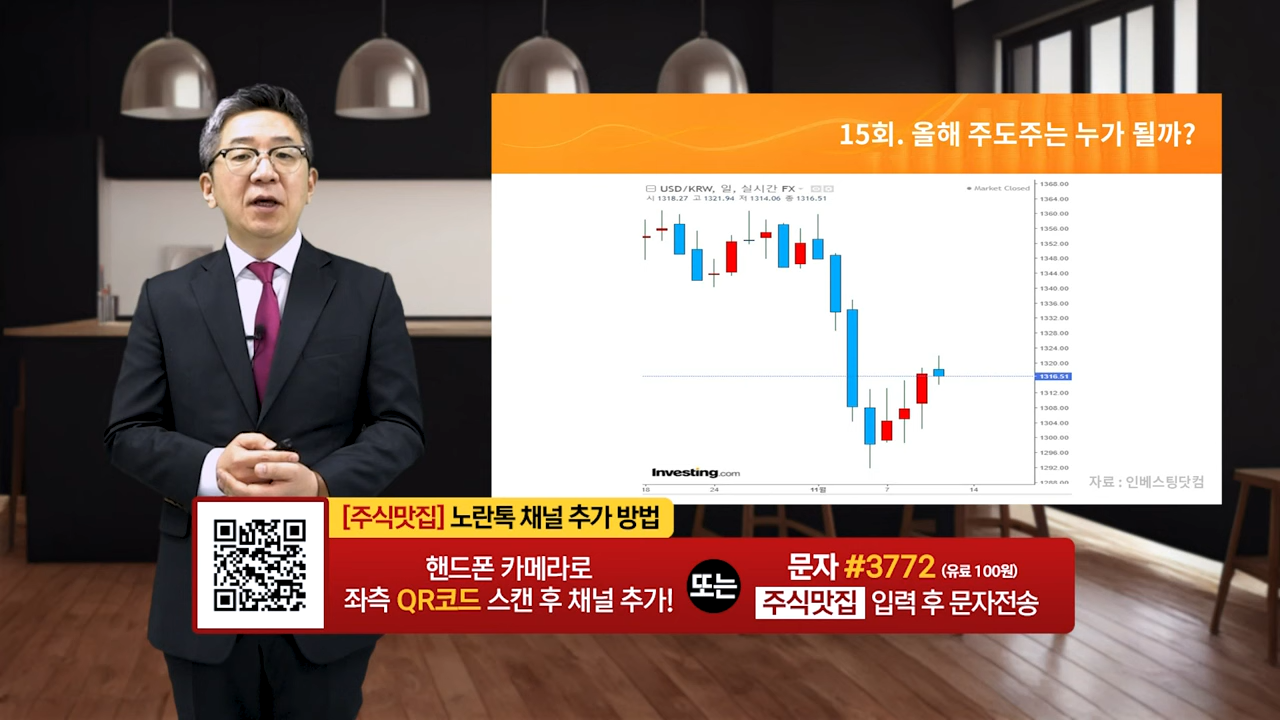 15회. 올해 주도주는 누가 될까?
USD/KRW, 일, 실시간 FX
Market Closed
시 1318.27 고 1321.94 저 1314.06 종 1316.51
1368.00
1364.00
1360.00
1356.00
1352.00
1348.00
1344.00
1340.00
1336.00
1332.00
1328.00
1324.00
1320.00
1316.51
1312.00
1308.00
1304.00
1300.00
1296.00
1292.00
1288.00
Investing.com
18 24 11월 7 14
자료 : 인베스팅닷컴
[주식맛집] 노란톡 채널 추가 방법
핸드폰 카메라로
좌측 QR코드 스캔 후 채널 추가!
또는
문자 #3772 (유료 100원)
주식맛집 입력 후 문자전송